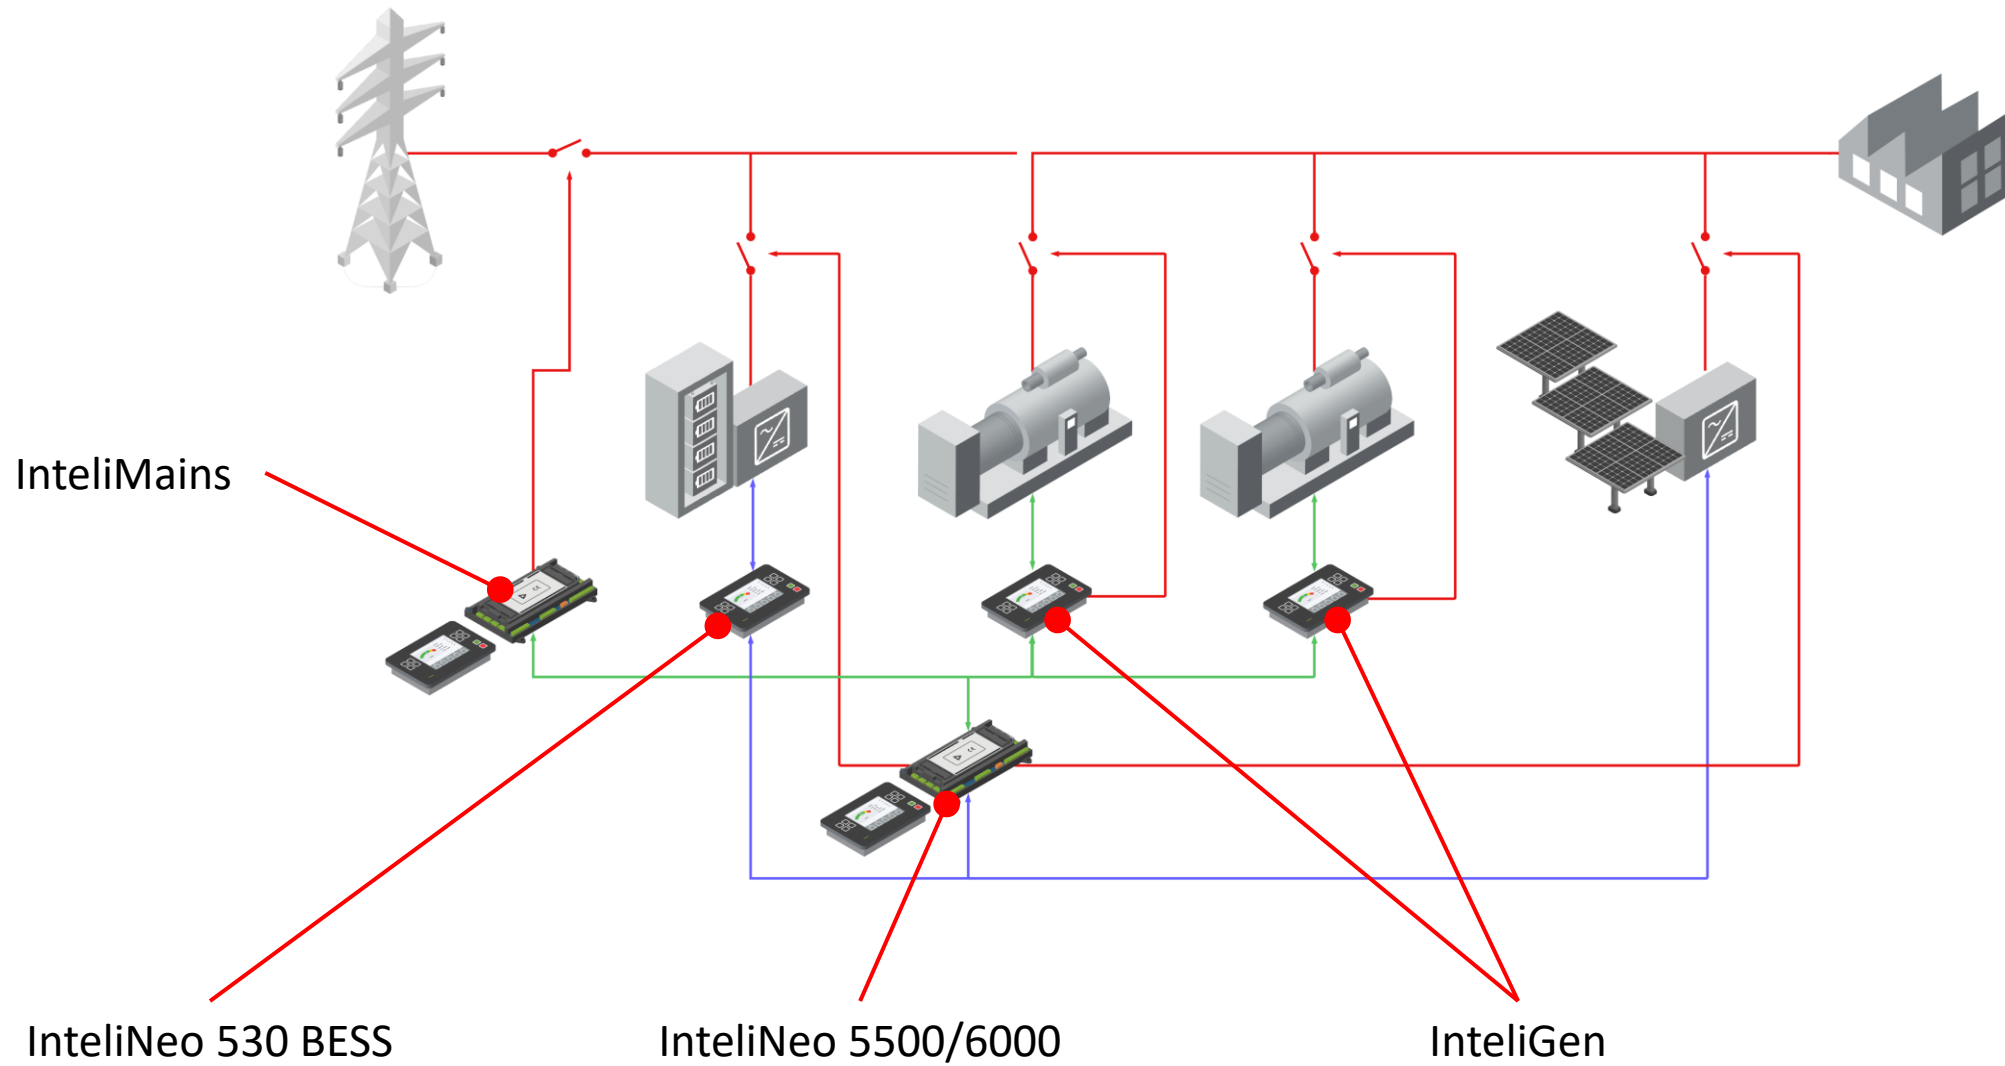 InteliMains
InteliNeo 530 BESS
InteliNeo 5500/6000
InteliGen